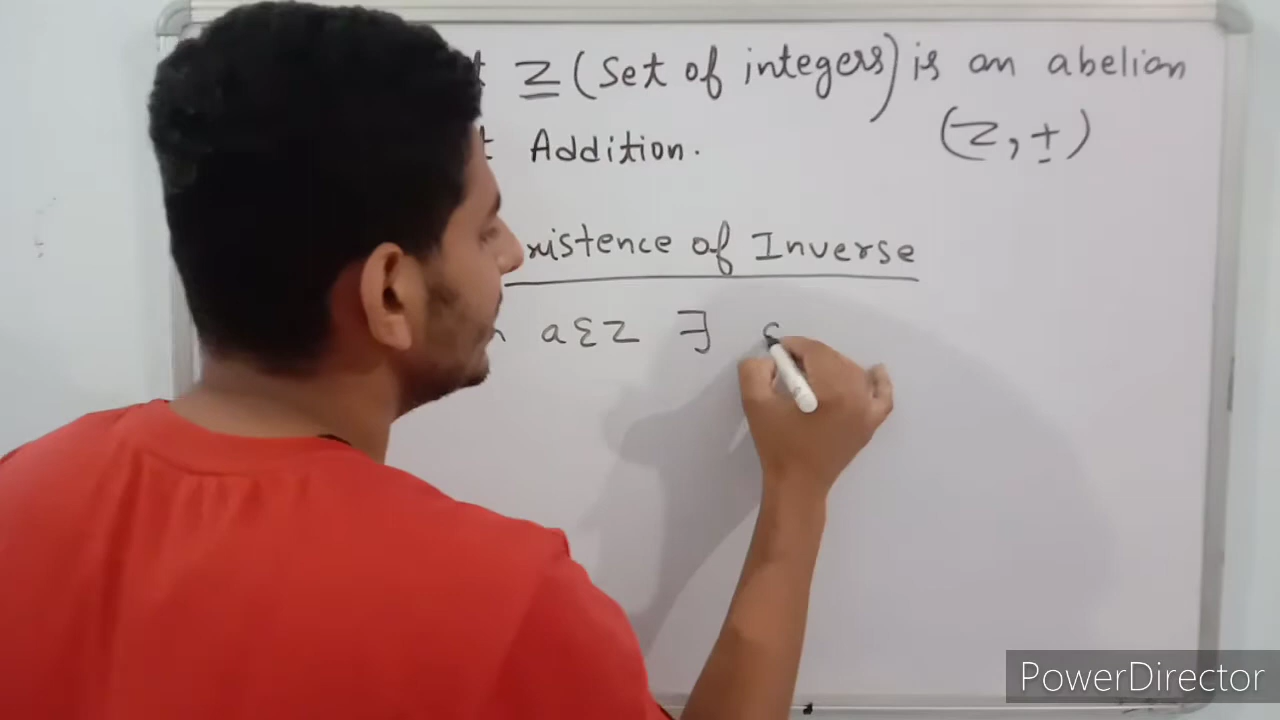 Z (Set of integers) is an abelian
Addition. (Z, +)
xistence of Inverse
a ∈ Z ∃
PowerDirector